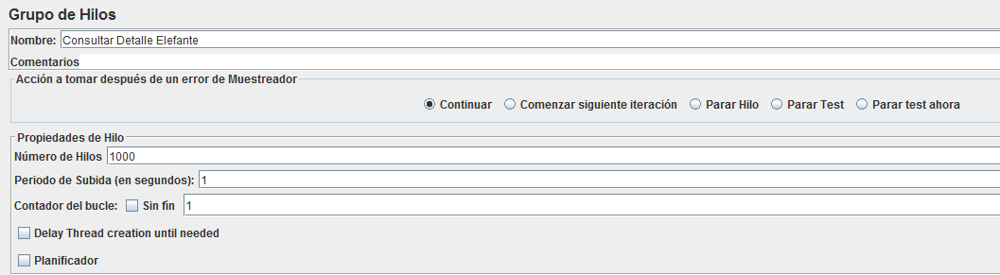 Grupo de Hilos
Nombre: Consultar Detalle Elefante
Comentarios
Acción a tomar después de un error de Muestreador
Continuar Comenzar siguiente iteración Parar Hilo Parar Test Parar test ahora
Propiedades de Hilo
Número de Hilos 1000
Periodo de Subida (en segundos): 1
Contador del bucle: Sin fin 1
Delay Thread creation until needed
Planificador